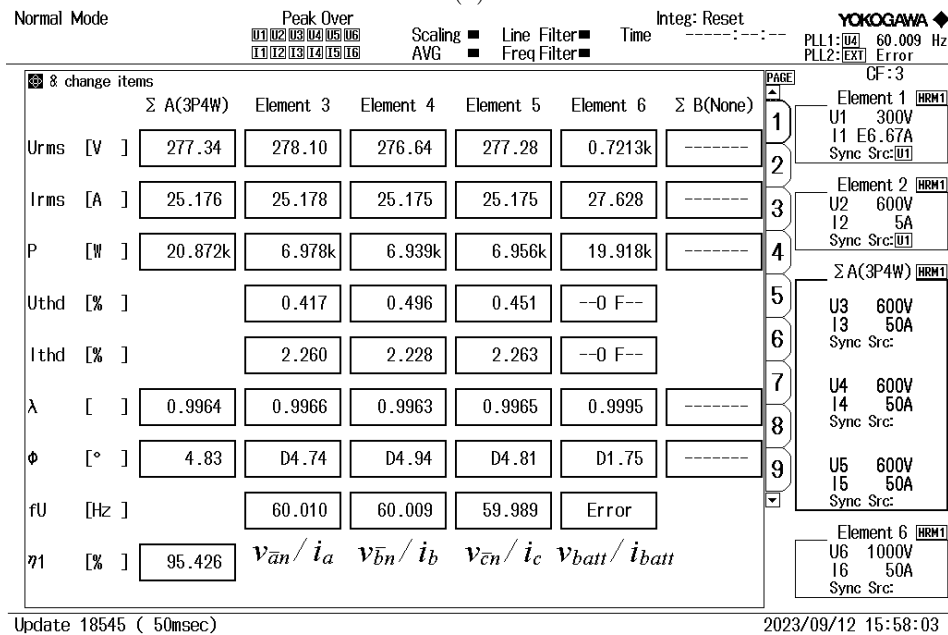 Normal Mode
Peak Over
U1 U2 U3 U4 U5 U6
I1 I2 I3 I4 I5 I6
Scaling ■ Line Filter■
AVG ■ Freq Filter■
Integ: Reset
Time -----:--:--
YOKOGAWA ◆
PLL1: U4 60.009 Hz
PLL2: EXT Error
& change items
PAGE
CF:3
Σ A(3P4W) Element 3 Element 4 Element 5 Element 6 Σ B(None)
Urms [V ] 277.34 278.10 276.64 277.28 0.7213k -------
Irms [A ] 25.176 25.178 25.175 25.175 27.628 -------
P [W ] 20.872k 6.978k 6.939k 6.956k 19.918k -------
Uthd [% ] 0.417 0.496 0.451 --O F--
Ithd [% ] 2.260 2.228 2.263 --O F--
λ [ ] 0.9964 0.9966 0.9963 0.9965 0.9995 -------
Φ [° ] 4.83 D4.74 D4.94 D4.81 D1.75 -------
fU [Hz ] 60.010 60.009 59.989 Error
η1 [% ] 95.426 v_a̅n / i_a v_b̅n / i_b v_c̅n / i_c v_batt / i_batt
1
2
3
4
5
6
7
8
9
Element 1 HRM1
U1 300V
I1 E6.67A
Sync Src: U1
Element 2 HRM1
U2 600V
I2 5A
Sync Src: U1
Σ A(3P4W) HRM1
U3 600V
I3 50A
Sync Src:
U4 600V
I4 50A
Sync Src:
U5 600V
I5 50A
Sync Src:
Element 6 HRM1
U6 1000V
I6 50A
Sync Src:
Update 18545 ( 50msec)
2023/09/12 15:58:03